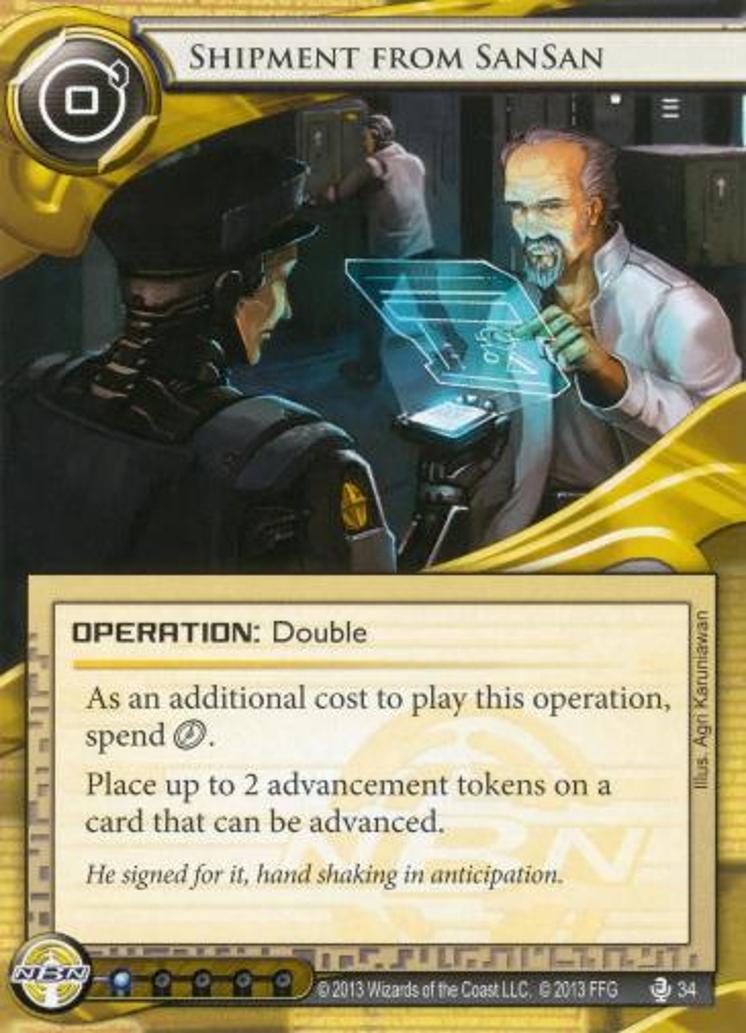 SHIPMENT FROM SANSAN
0
OPERATION: Double
As an additional cost to play this operation,
spend .
Place up to 2 advancement tokens on a
card that can be advanced.
He signed for it, hand shaking in anticipation.
Illus. Agri Karuniawan
NBN
NBN
© 2013 Wizards of the Coast LLC. © 2013 FFG
34